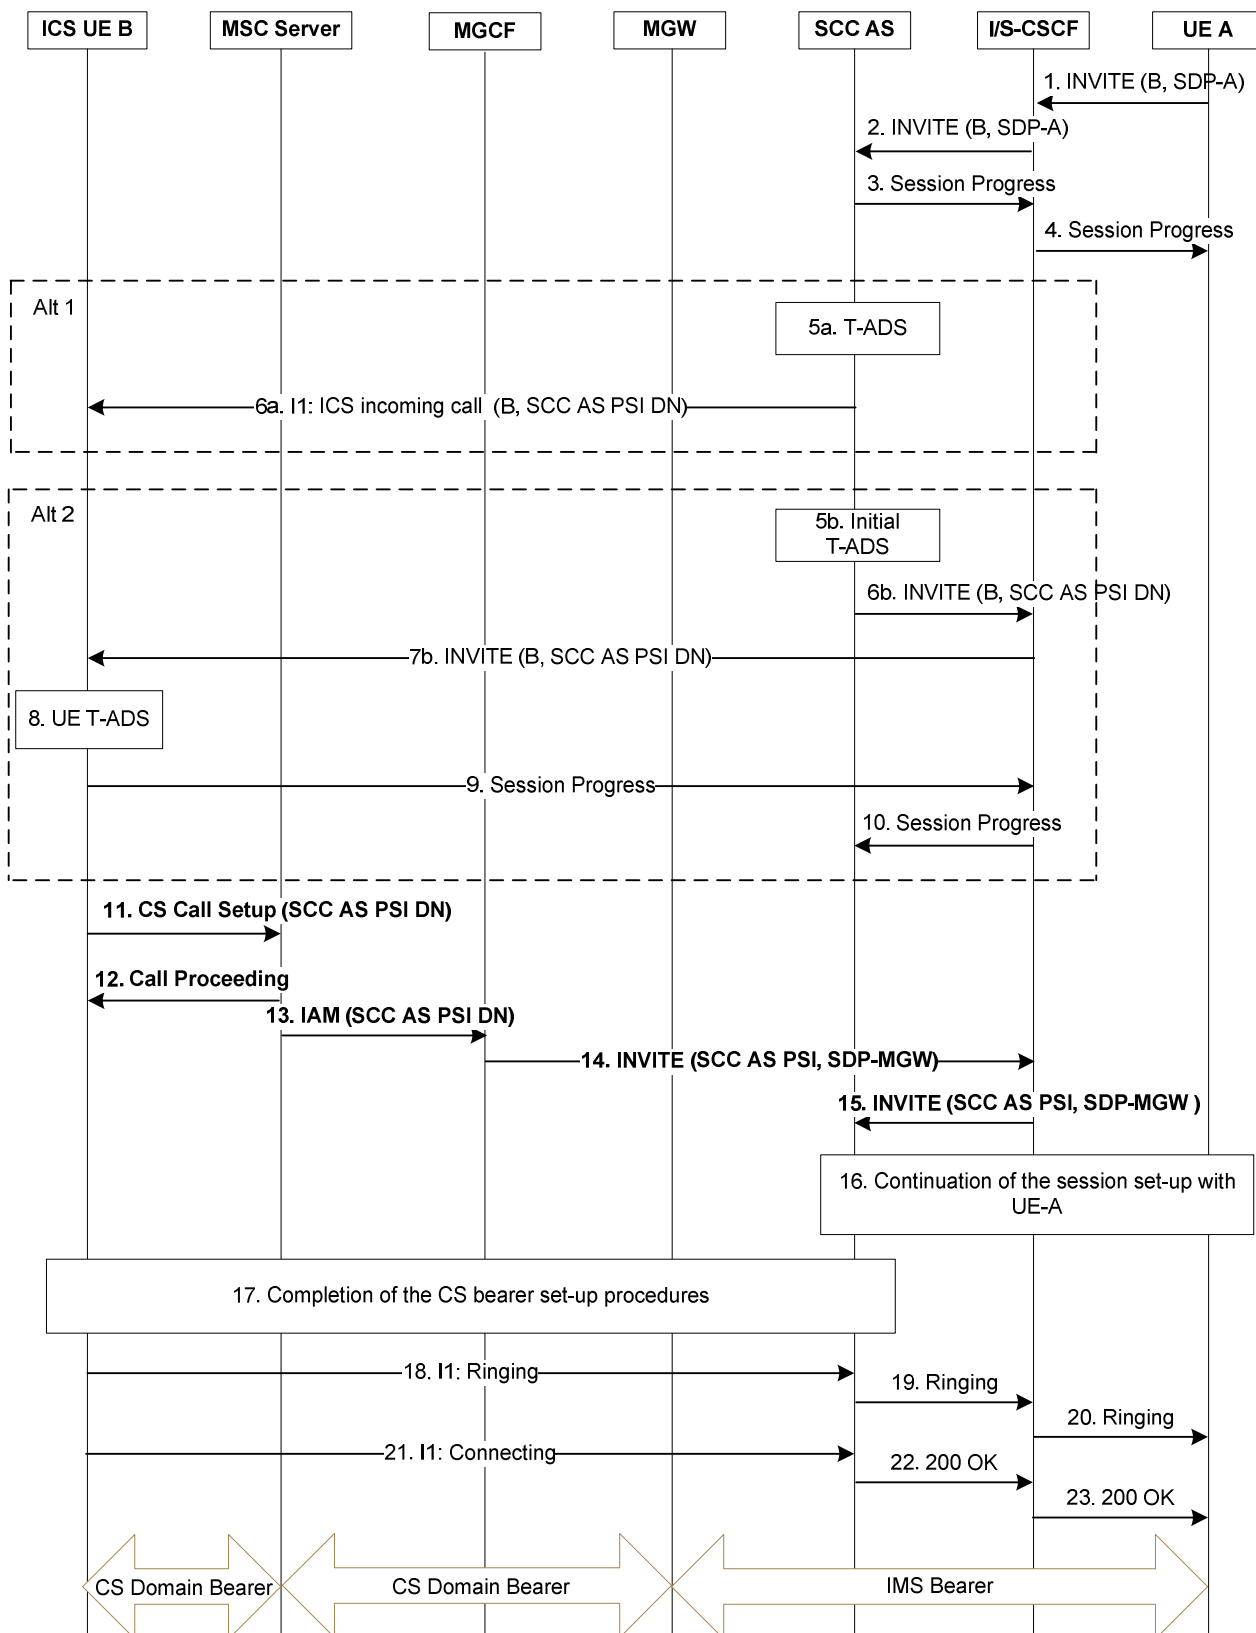 ICS UE B
MSC Server
MGCF
MGW
SCC AS
I/S-CSCF
UE A
1. INVITE (B, SDP-A)
2. INVITE (B, SDP-A)
3. Session Progress
4. Session Progress
Alt 1
5a. T-ADS
6a. I1: ICS incoming call (B, SCC AS PSI DN)
Alt 2
5b. Initial
T-ADS
6b. INVITE (B, SCC AS PSI DN)
7b. INVITE (B, SCC AS PSI DN)
8. UE T-ADS
9. Session Progress
10. Session Progress
11. CS Call Setup (SCC AS PSI DN)
12. Call Proceeding
13. IAM (SCC AS PSI DN)
14. INVITE (SCC AS PSI, SDP-MGW)
15. INVITE (SCC AS PSI, SDP-MGW )
16. Continuation of the session set-up with
UE-A
17. Completion of the CS bearer set-up procedures
18. I1: Ringing
19. Ringing
20. Ringing
21. I1: Connecting
22. 200 OK
23. 200 OK
CS Domain Bearer
CS Domain Bearer
IMS Bearer